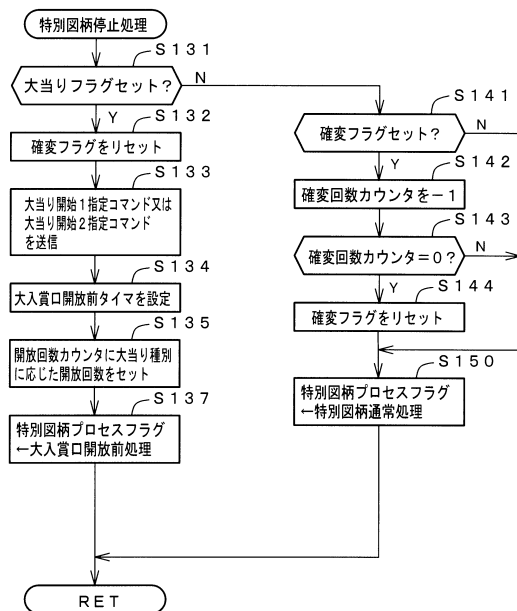 特別図柄停止処理
S131
大当りフラグセット?
N
Y
S132
確変フラグをリセット
S133
大当り開始1指定コマンド又は
大当り開始2指定コマンド
を送信
S134
大入賞口開放前タイマを設定
S135
開放回数カウンタに大当り種別
に応じた開放回数をセット
S137
特別図柄プロセスフラグ
←大入賞口開放前処理
S141
確変フラグセット?
N
Y
S142
確変回数カウンタを-1
S143
確変回数カウンタ=0?
N
Y
S144
確変フラグをリセット
S150
特別図柄プロセスフラグ
←特別図柄通常処理
RET